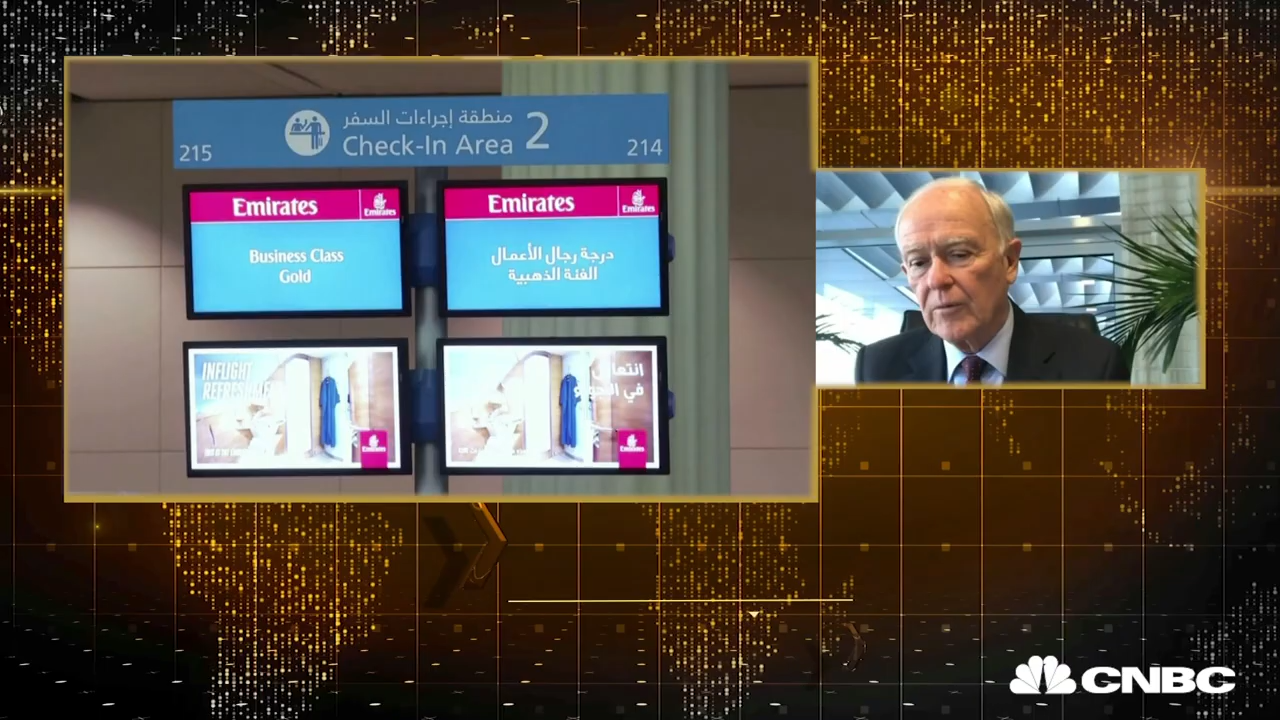 منطقة إجراءات السفر
Check-In Area
2
215
214
Emirates
Emirates
Business Class
Gold
Emirates
Emirates
درجة رجال الأعمال
الفئة الذهبية
INFLIGHT
Emirates
في
Emirates
CNBC